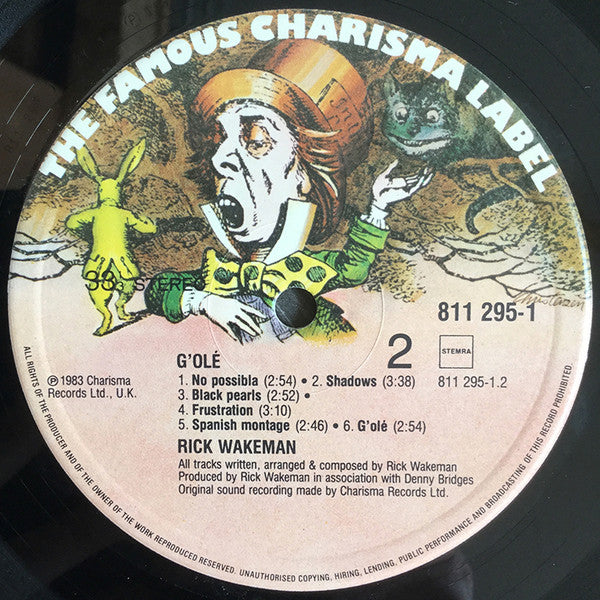 THE FAMOUS CHARISMA LABEL
33⅓ STEREO
811 295-1
G'OLÉ
2
STEMRA
℗ 1983 Charisma
Records Ltd., U.K.
1. No possibla (2:54) • 2. Shadows (3:38)
3. Black pearls (2:52) •
4. Frustration (3:10)
5. Spanish montage (2:46) • 6. G'olé (2:54)
811 295-1.2
RICK WAKEMAN
All tracks written, arranged & composed by Rick Wakeman
Produced by Rick Wakeman in association with Denny Bridges
Original sound recording made by Charisma Records Ltd.
ALL RIGHTS OF THE PRODUCER AND OF THE OWNER OF THE WORK REPRODUCED RESERVED. UNAUTHORISED COPYING, HIRING, LENDING, PUBLIC PERFORMANCE AND BROADCASTING OF THIS RECORD PROHIBITED.